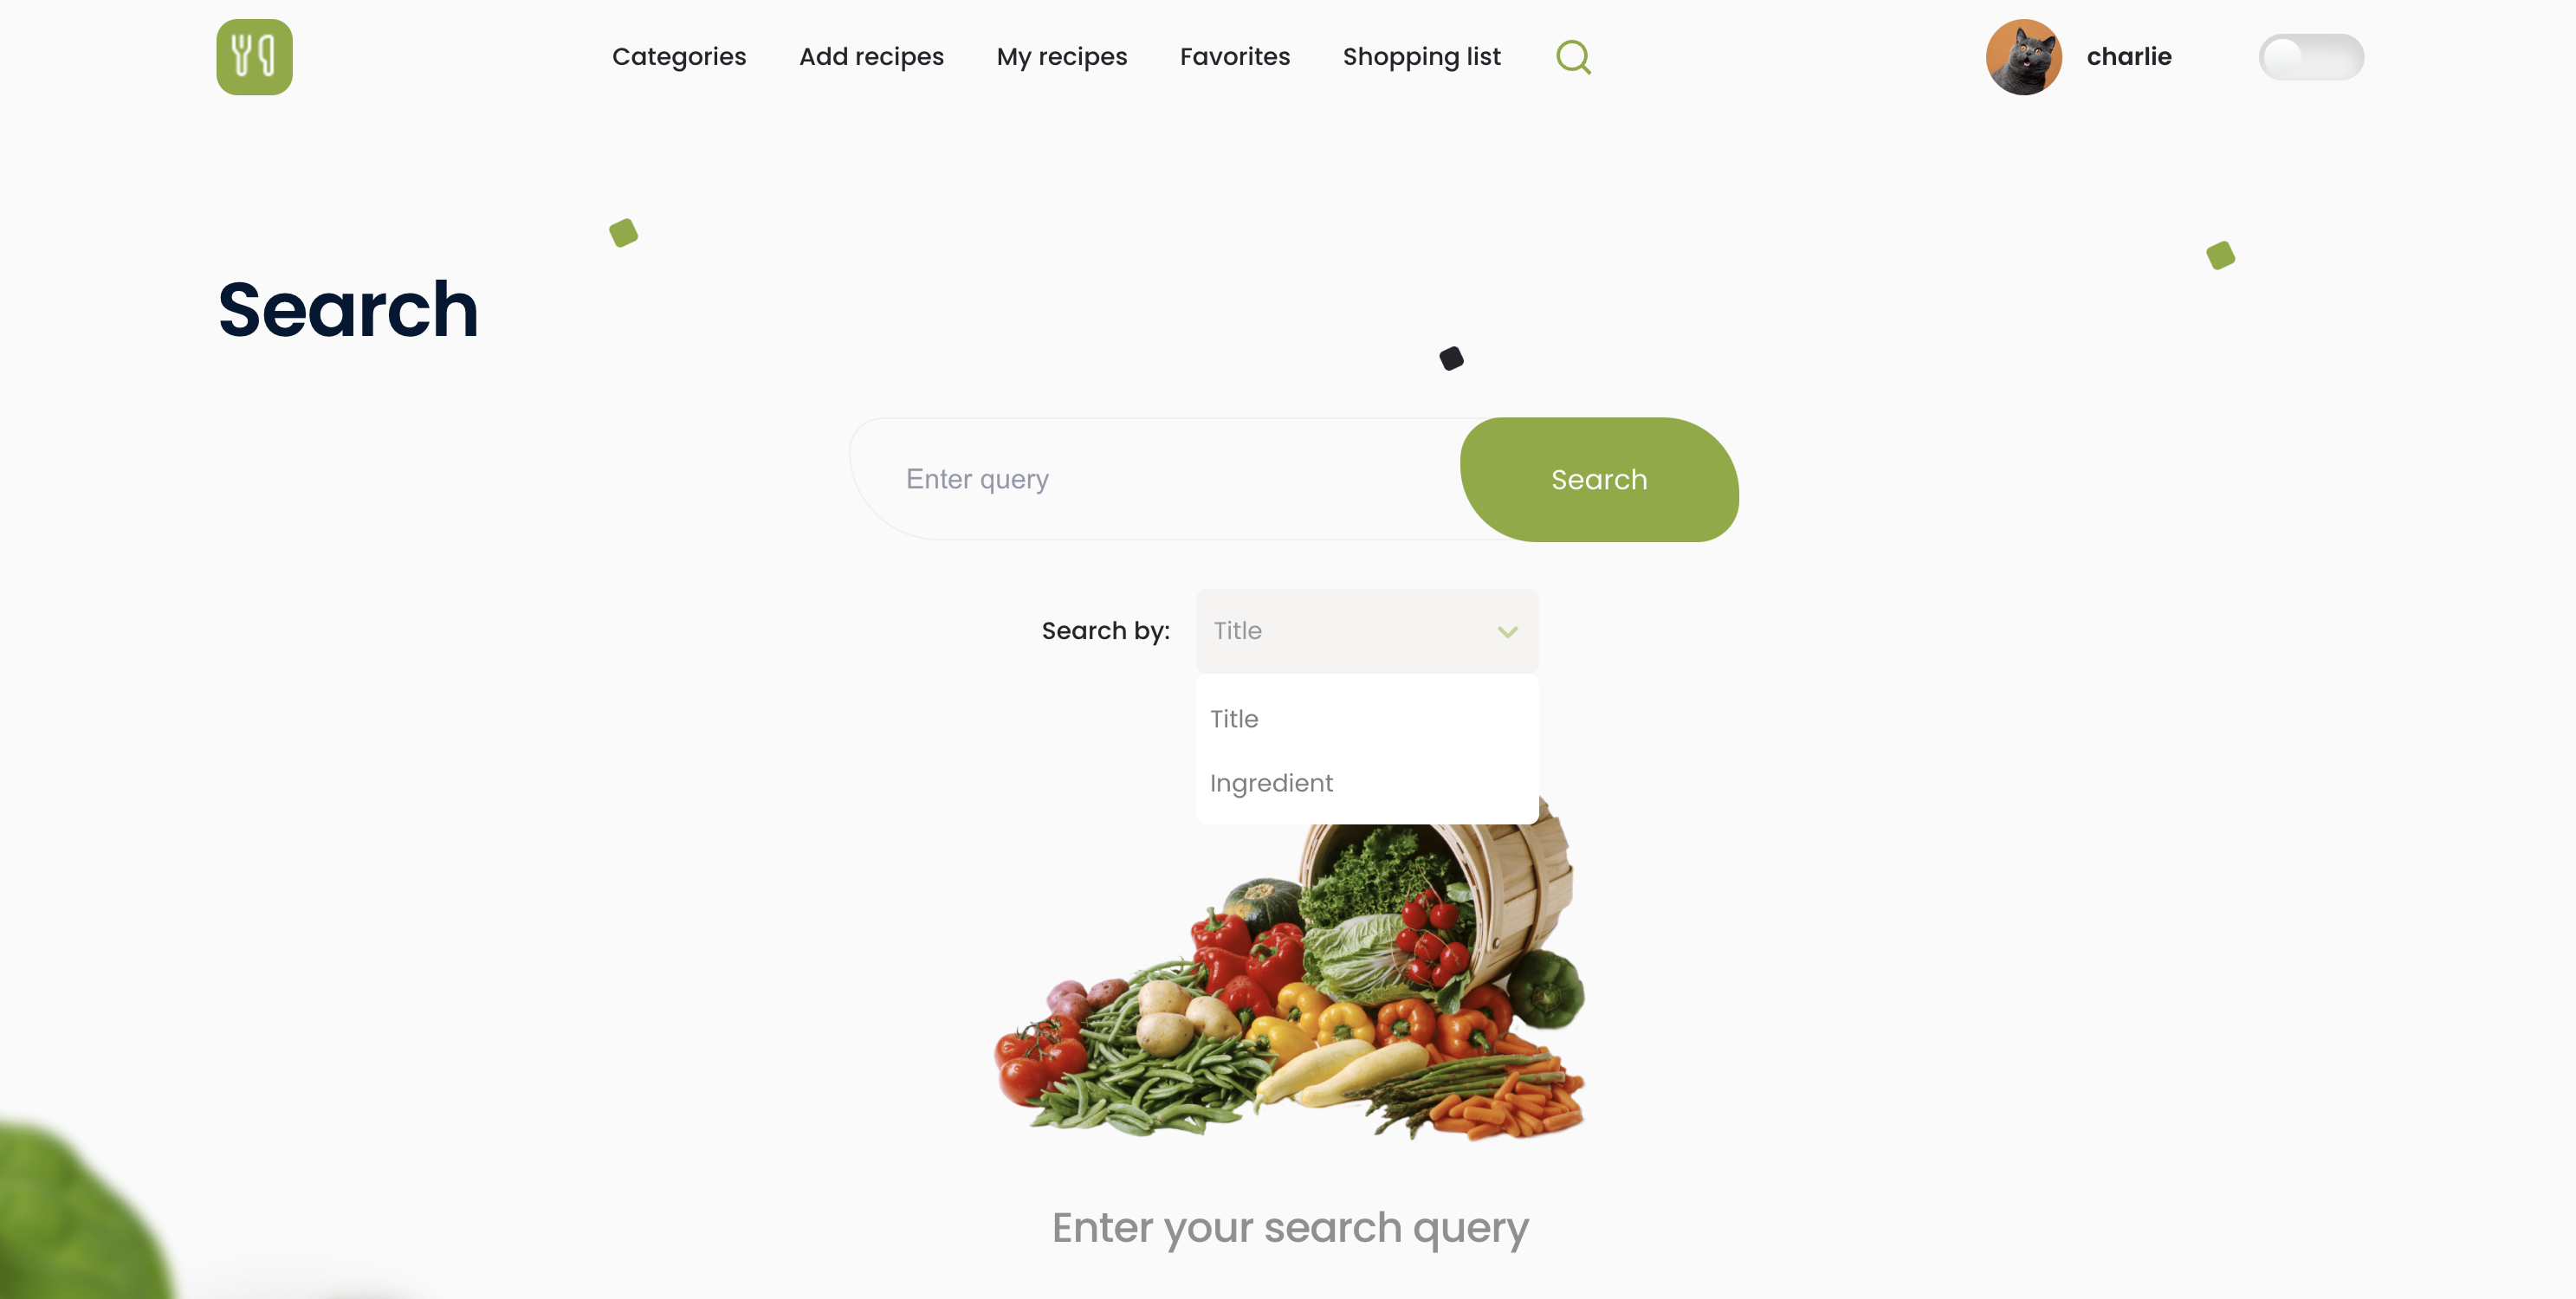 Categories
Add recipes
My recipes
Favorites
Shopping list
charlie
Search
Enter query
Search
Search by:
Title
Title
Ingredient
Enter your search query